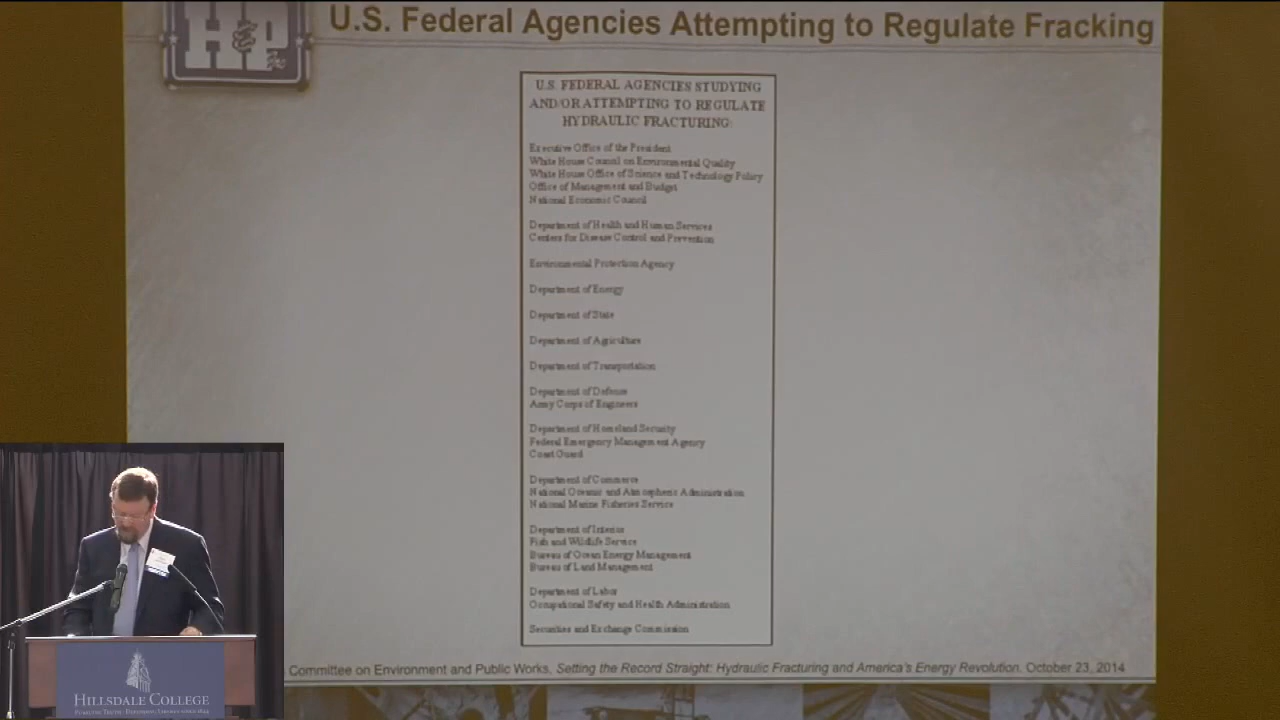 H&P
U.S. Federal Agencies Attempting to Regulate Fracking
U.S. FEDERAL AGENCIES STUDYING
AND/OR ATTEMPTING TO REGULATE
HYDRAULIC FRACTURING:
Executive Office of the President
White House Council on Environmental Quality
White House Office of Science and Technology Policy
Office of Management and Budget
National Economic Council
Department of Health and Human Services
Centers for Disease Control and Prevention
Environmental Protection Agency
Department of Energy
Department of State
Department of Agriculture
Department of Transportation
Department of Defense
Army Corps of Engineers
Department of Homeland Security
Federal Emergency Management Agency
Coast Guard
Department of Commerce
National Oceanic and Atmospheric Administration
National Marine Fisheries Service
Department of Interior
Fish and Wildlife Service
Bureau of Ocean Energy Management
Bureau of Land Management
Department of Labor
Occupational Safety and Health Administration
Securities and Exchange Commission
Committee on Environment and Public Works, Setting the Record Straight: Hydraulic Fracturing and America's Energy Revolution. October 23, 2014
HILLSDALE COLLEGE